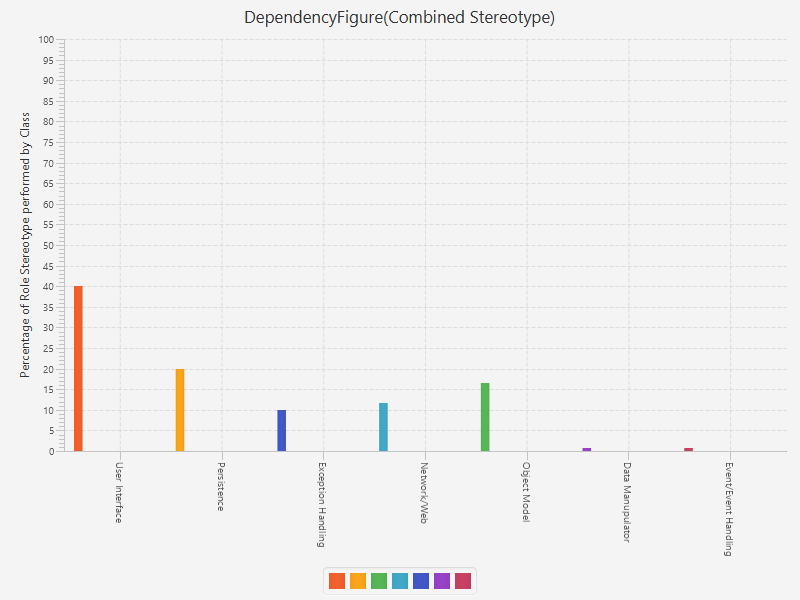 DependencyFigure(Combined Stereotype)
Percentage of Role Stereotype performed by Class
100
95
90
85
80
75
70
65
60
55
50
45
40
35
30
25
20
15
10
5
0
User Interface
Persistence
Exception Handling
Network/Web
Object Model
Data Manupulator
Event/Event Handling